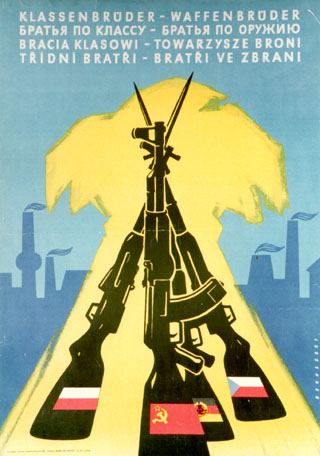 KLASSENBRÜDER - WAFFENBRÜDER
БРАТЬЯ ПО КЛАССУ - БРАТЬЯ ПО ОРУЖИЮ
BRACIA KLASOWI - TOWARZYSZE BRONI
TŘÍDNÍ BRATŘI - BRATŘI VE ZBRANI